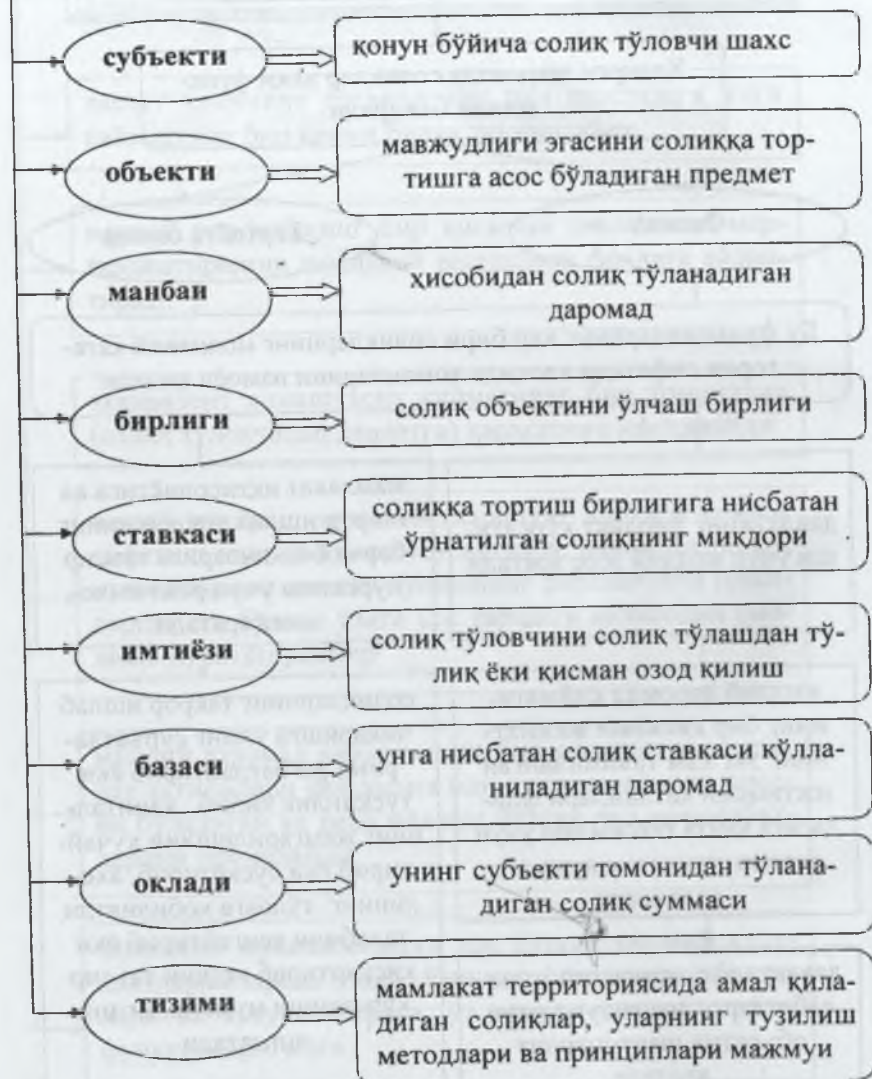 субъекти
қонун бўйича солиқ тўловчи шахс
объекти
мавжудлиги эгасини солиққа тор-
тишга асос бўладиган предмет
манбаи
ҳисобидан солиқ тўланадиган
даромад
бирлиги
солиқ объектини ўлчаш бирлиги
ставкаси
солиққа тортиш бирлигига нисбатан
ўрнатилган солиқнинг миқдори
имтиёзи
солиқ тўловчини солиқ тўлашдан тў-
лиқ ёки қисман озод қилиш
базаси
унга нисбатан солиқ ставкаси қўлла-
ниладиган даромад
оклади
унинг субъекти томонидан тўлана-
диган солиқ суммаси
тизими
мамлакат территориясида амал қила-
диган солиқлар, уларнинг тузилиш
методлари ва принциплари мажмуи